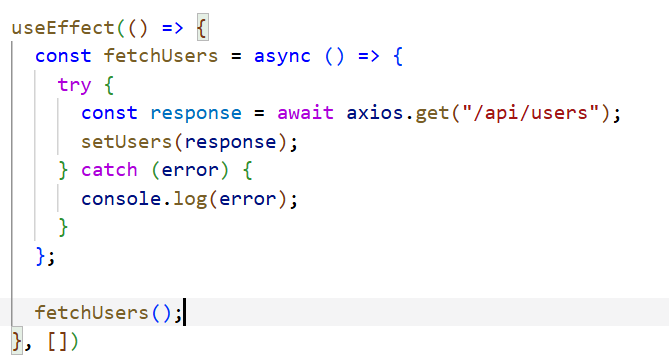 useEffect(() => {
  const fetchUsers = async () => {
    try {
      const response = await axios.get("/api/users");
      setUsers(response);
    } catch (error) {
      console.log(error);
    }
  };

  fetchUsers();
}, [])